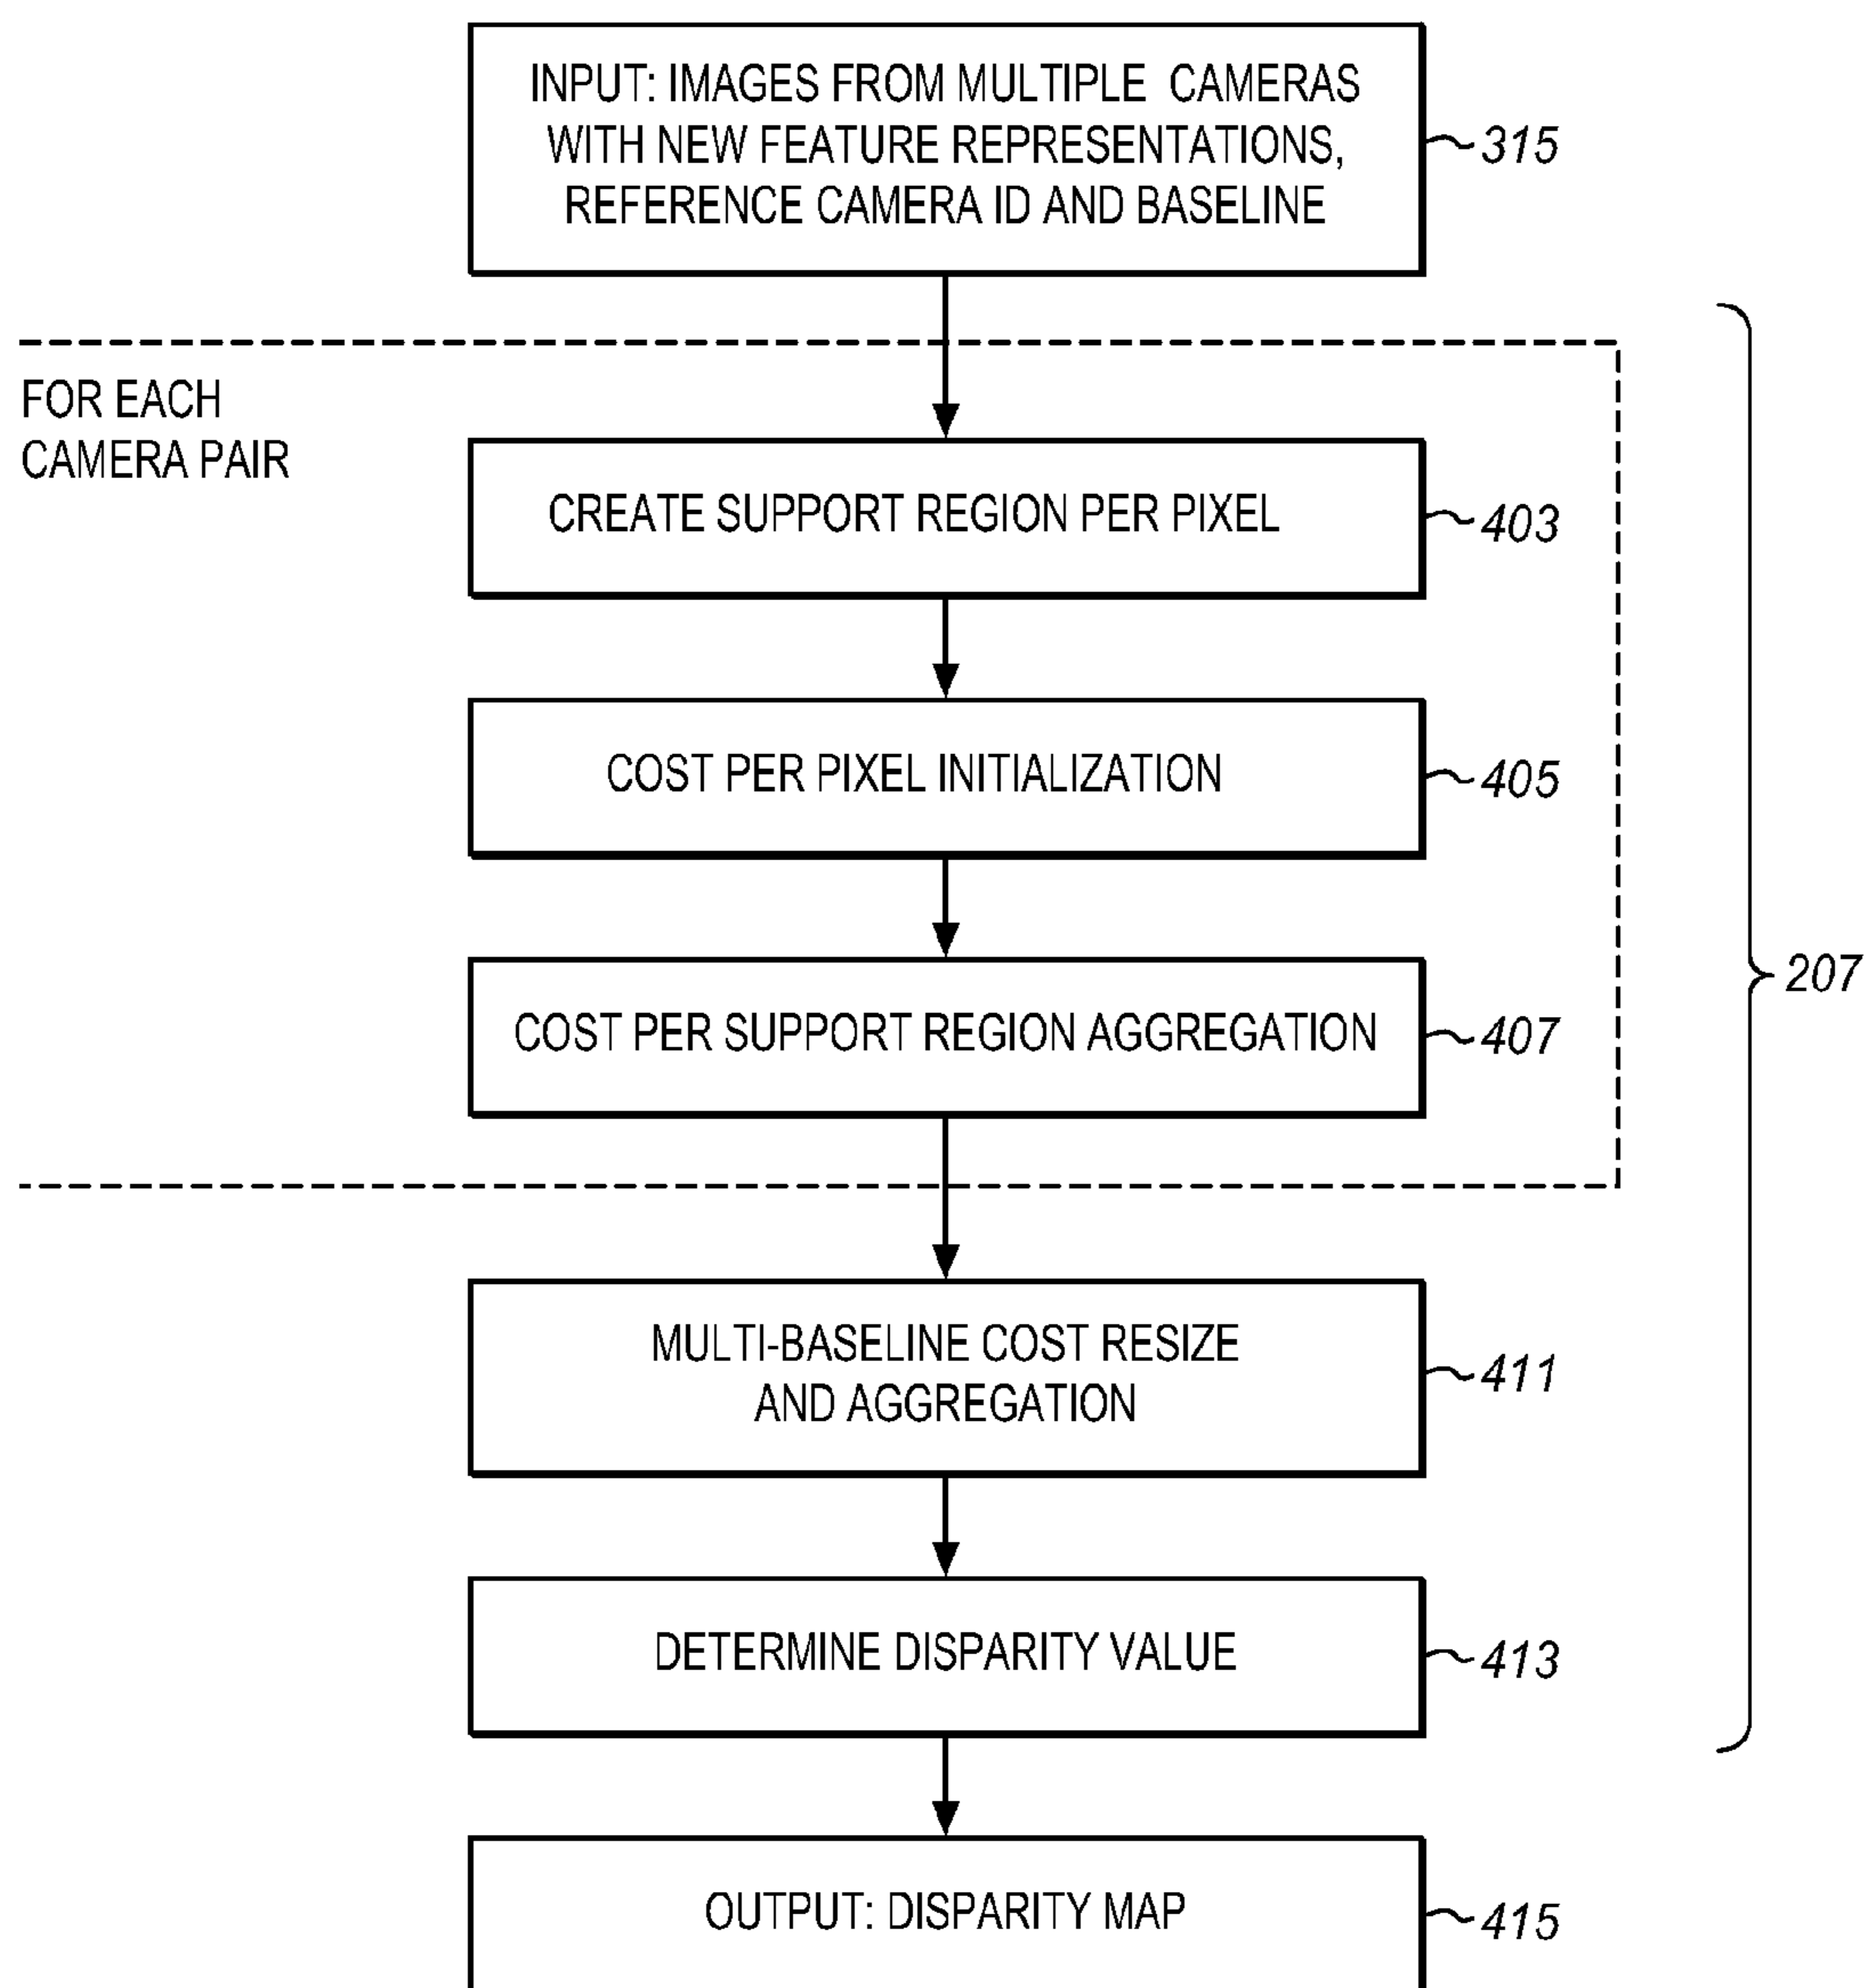 INPUT: IMAGES FROM MULTIPLE CAMERAS
WITH NEW FEATURE REPRESENTATIONS,
REFERENCE CAMERA ID AND BASELINE
315
FOR EACH
CAMERA PAIR
CREATE SUPPORT REGION PER PIXEL
403
COST PER PIXEL INITIALIZATION
405
207
COST PER SUPPORT REGION AGGREGATION
407
MULTI-BASELINE COST RESIZE
AND AGGREGATION
411
DETERMINE DISPARITY VALUE
413
OUTPUT: DISPARITY MAP
415